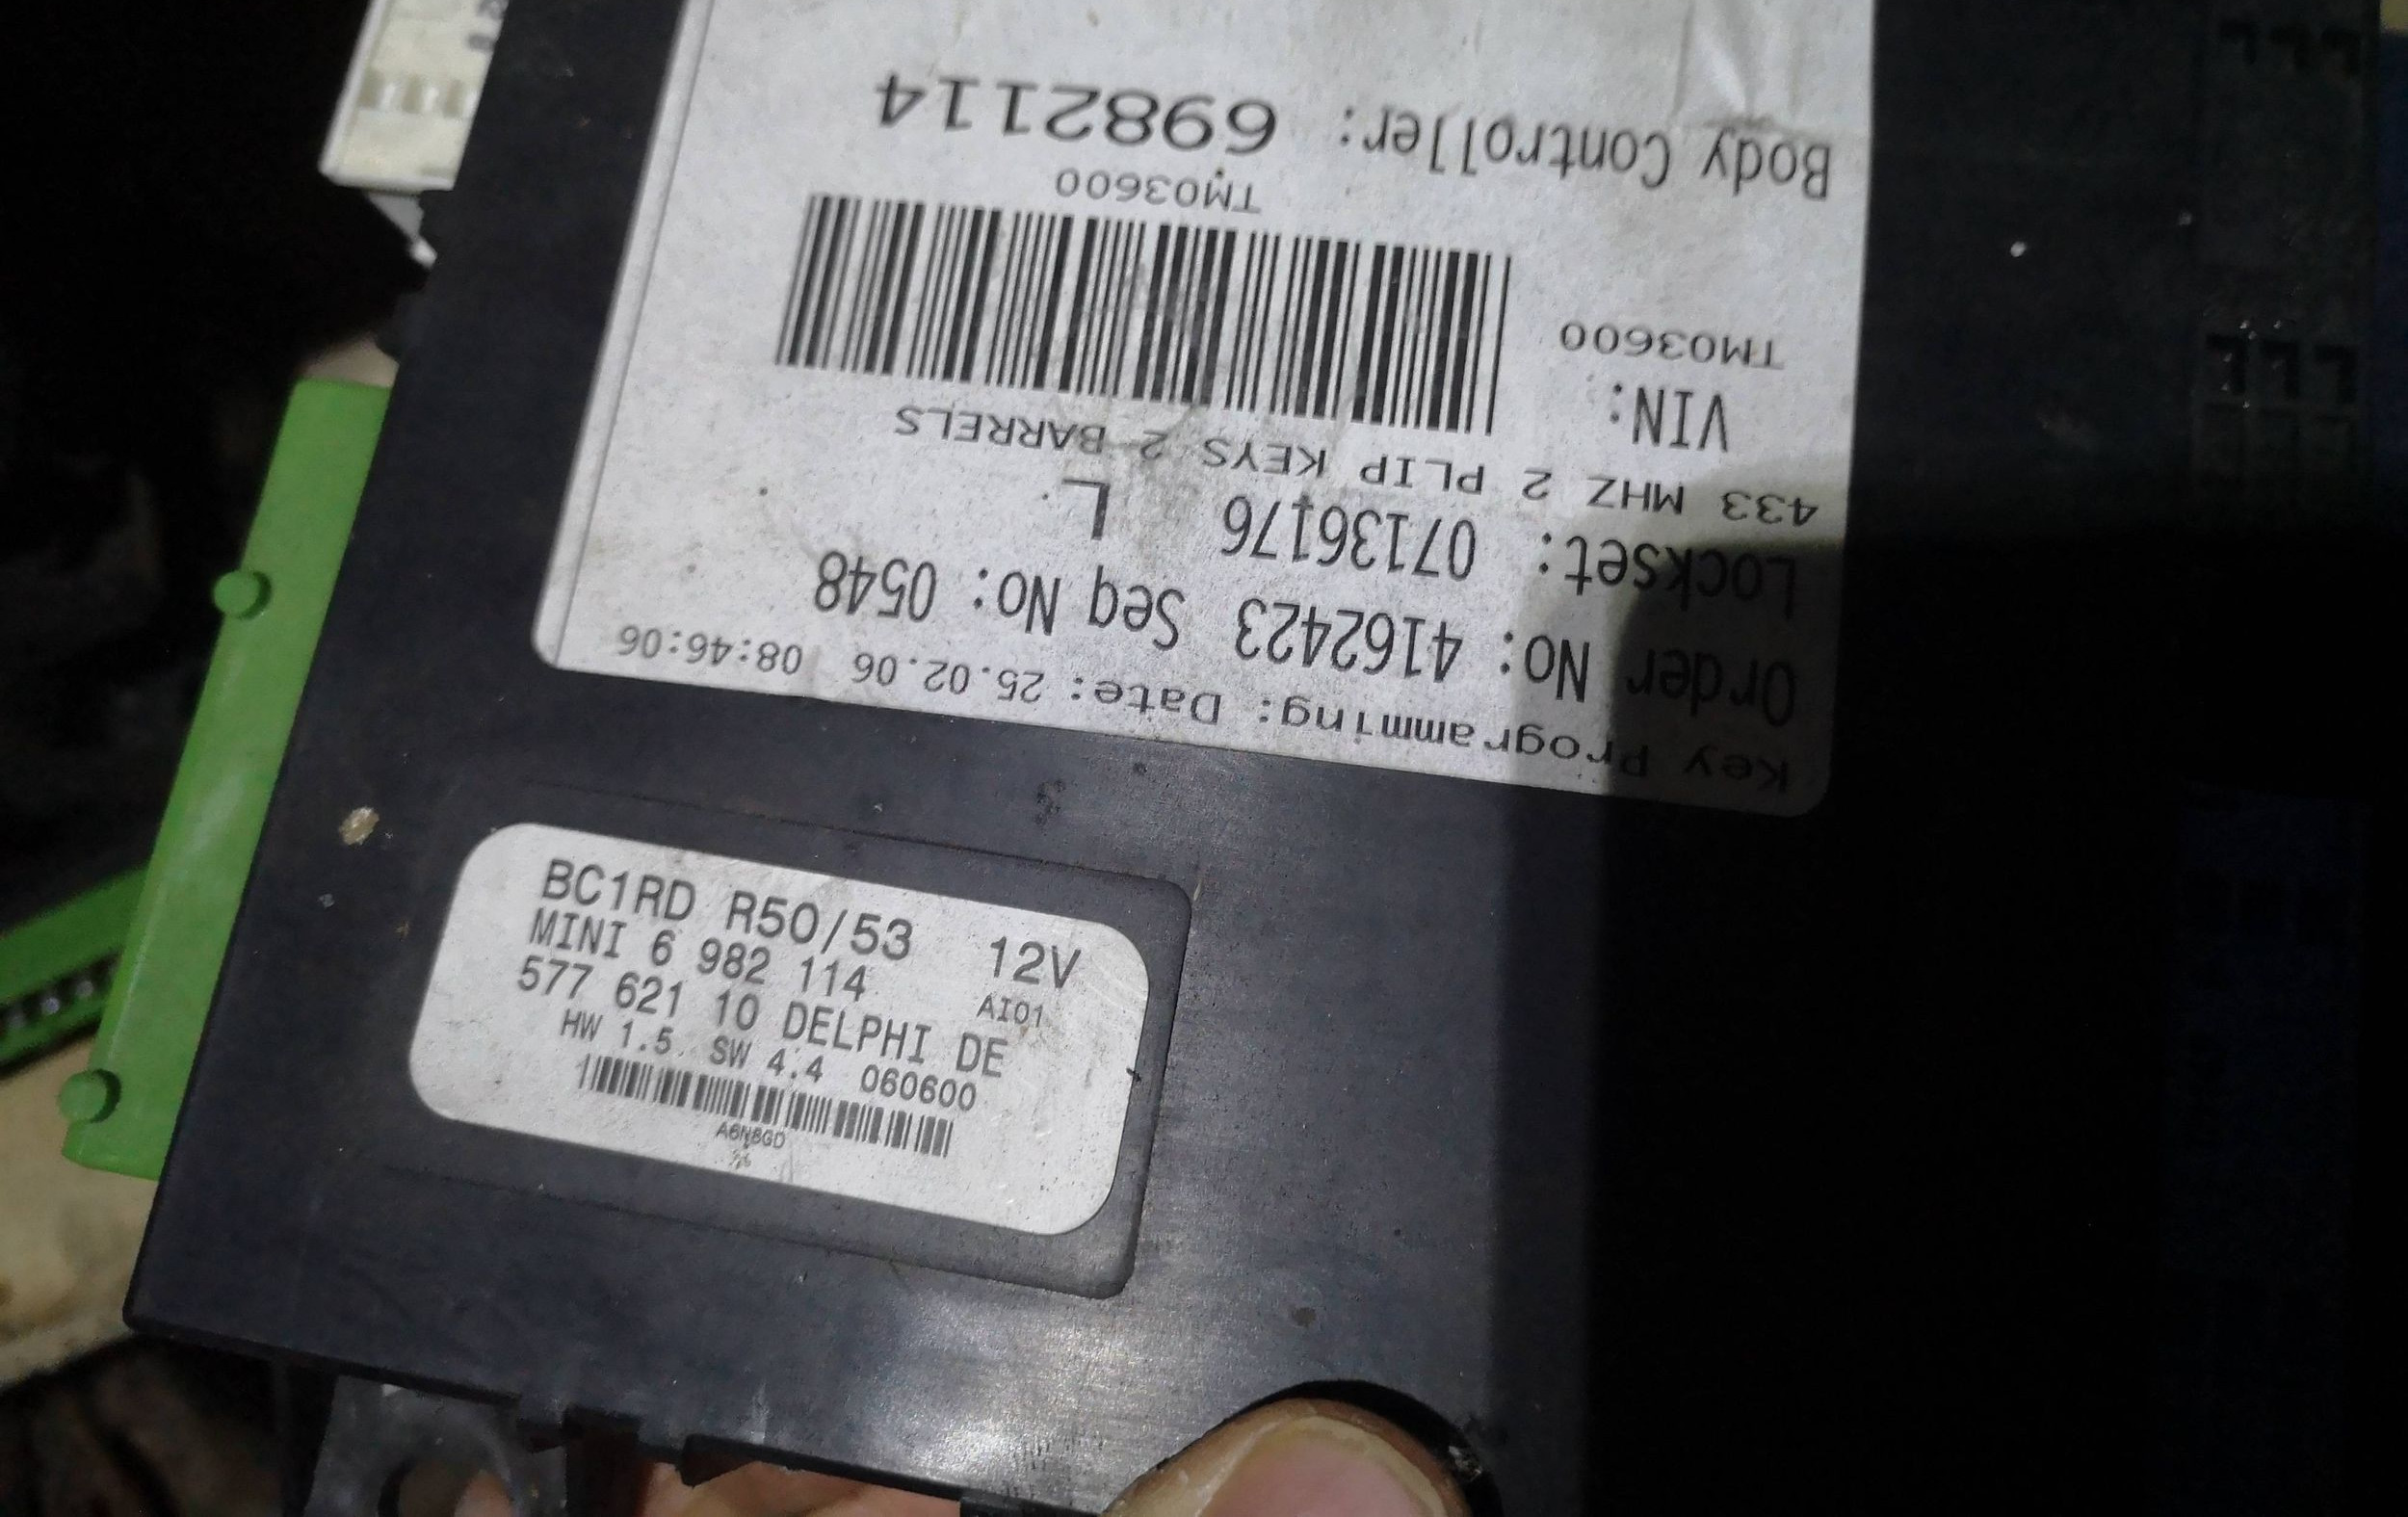 Key Programming: Date: 25.02.06 08:46:06
Order No: 4162423 Seq No: 0548
Lockset: 07136176 L
433 MHZ 2 PLIP KEYS 2 BARRELS
VIN:
TM03600
TM03600
Body Controller: 6982114
BC1RD R50/53 12V
MINI 6 982 114 AI01
577 621 10 DELPHI DE
HW 1.5 SW 4.4 060600